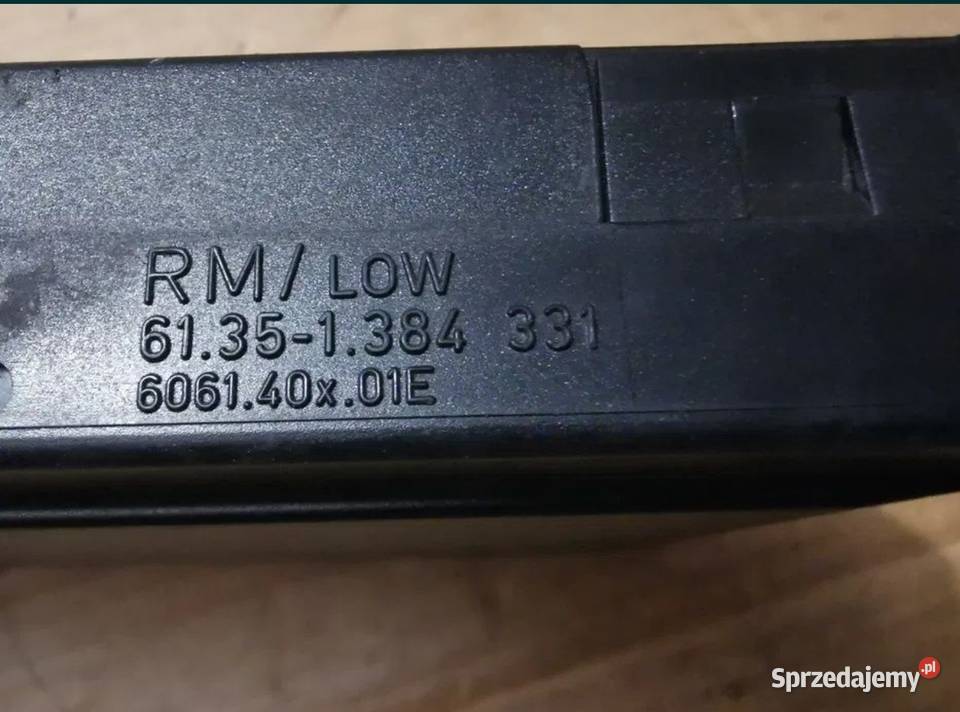 RM/LOW
61.35-1.384 331
6061.40x.01E
Sprzedajemy.pl